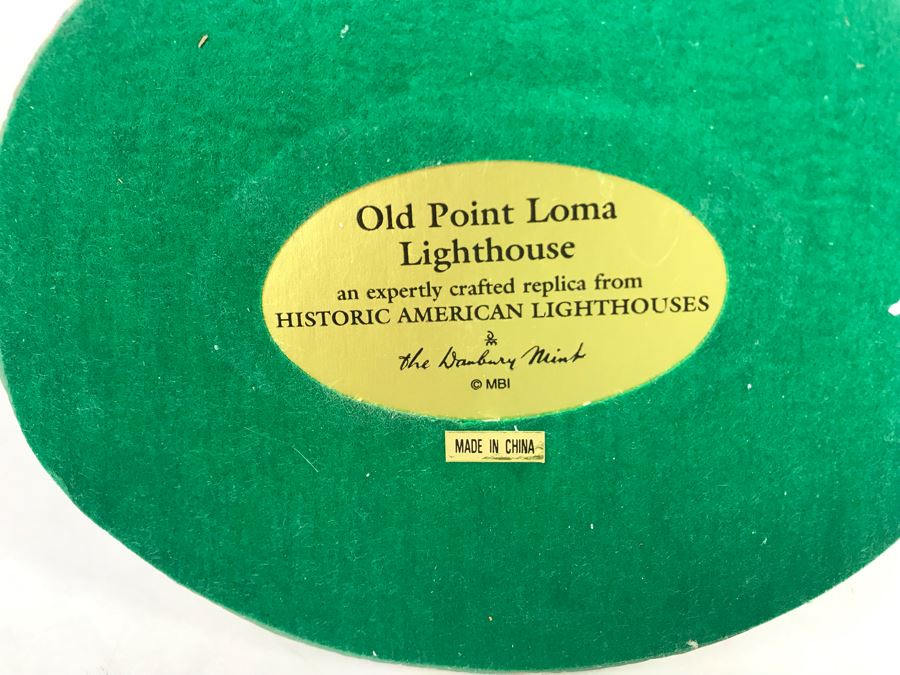 Old Point Loma
Lighthouse
an expertly crafted replica from
HISTORIC AMERICAN LIGHTHOUSES
the Danbury Mint
© MBI
MADE IN CHINA